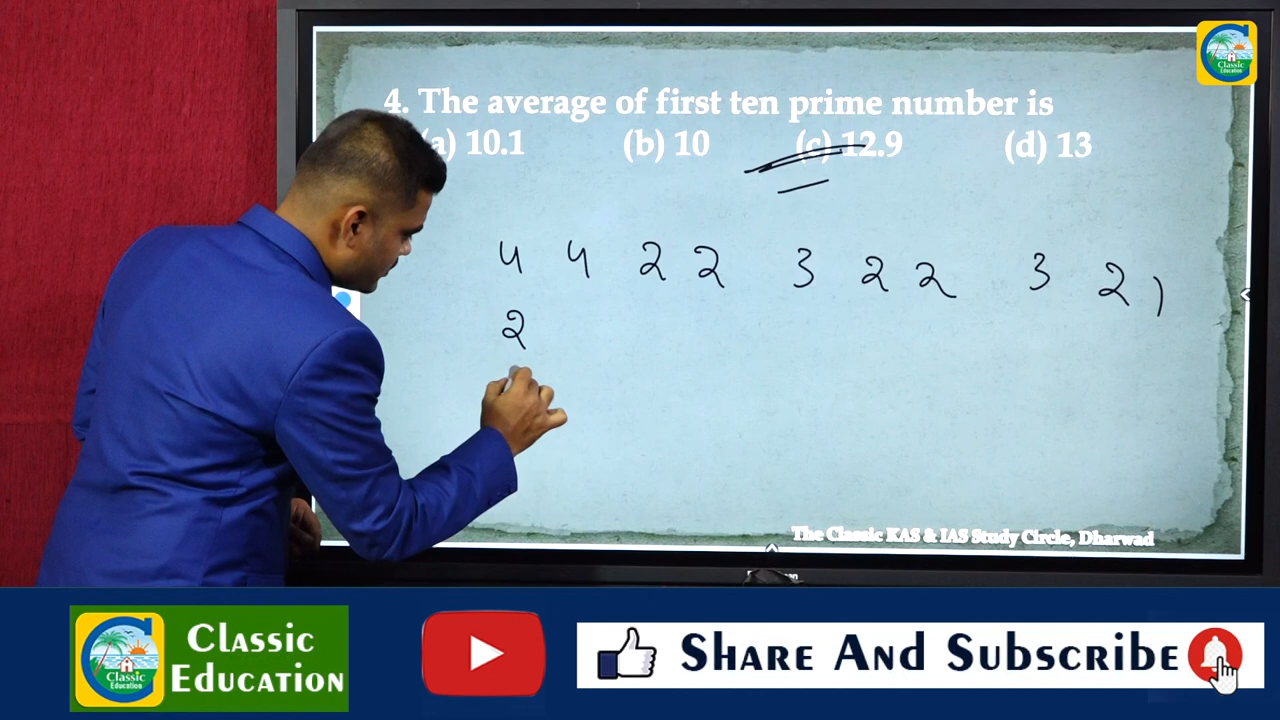 4. The average of first ten prime number is
(a) 10.1 (b) 10 (c) 12.9 (d) 13
4 4 2 2 3 2 2 3 2 1
2
The Classic KAS & IAS Study Circle, Dharwad
Classic
Education
Classic
Education
Classic
Education
SHARE AND SUBSCRIBE